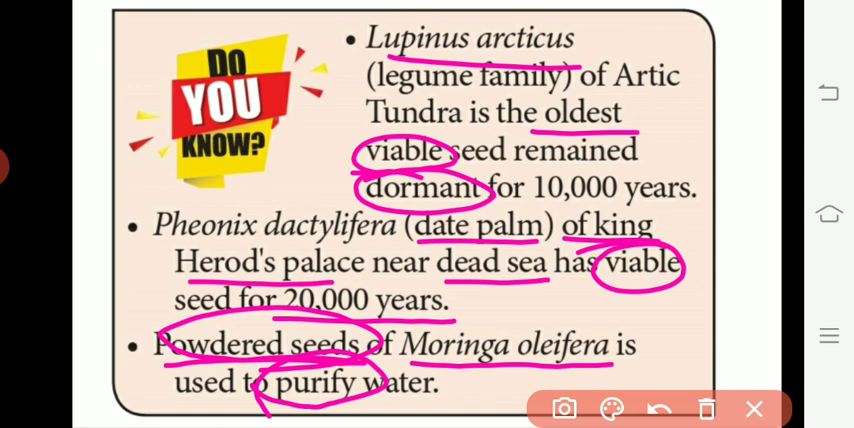 DO
YOU
KNOW?
• Lupinus arcticus
(legume family) of Artic
Tundra is the oldest
viable seed remained
dormant for 10,000 years.
• Pheonix dactylifera (date palm) of king
Herod's palace near dead sea has viable
seed for 20,000 years.
• Powdered seeds of Moringa oleifera is
used to purify water.